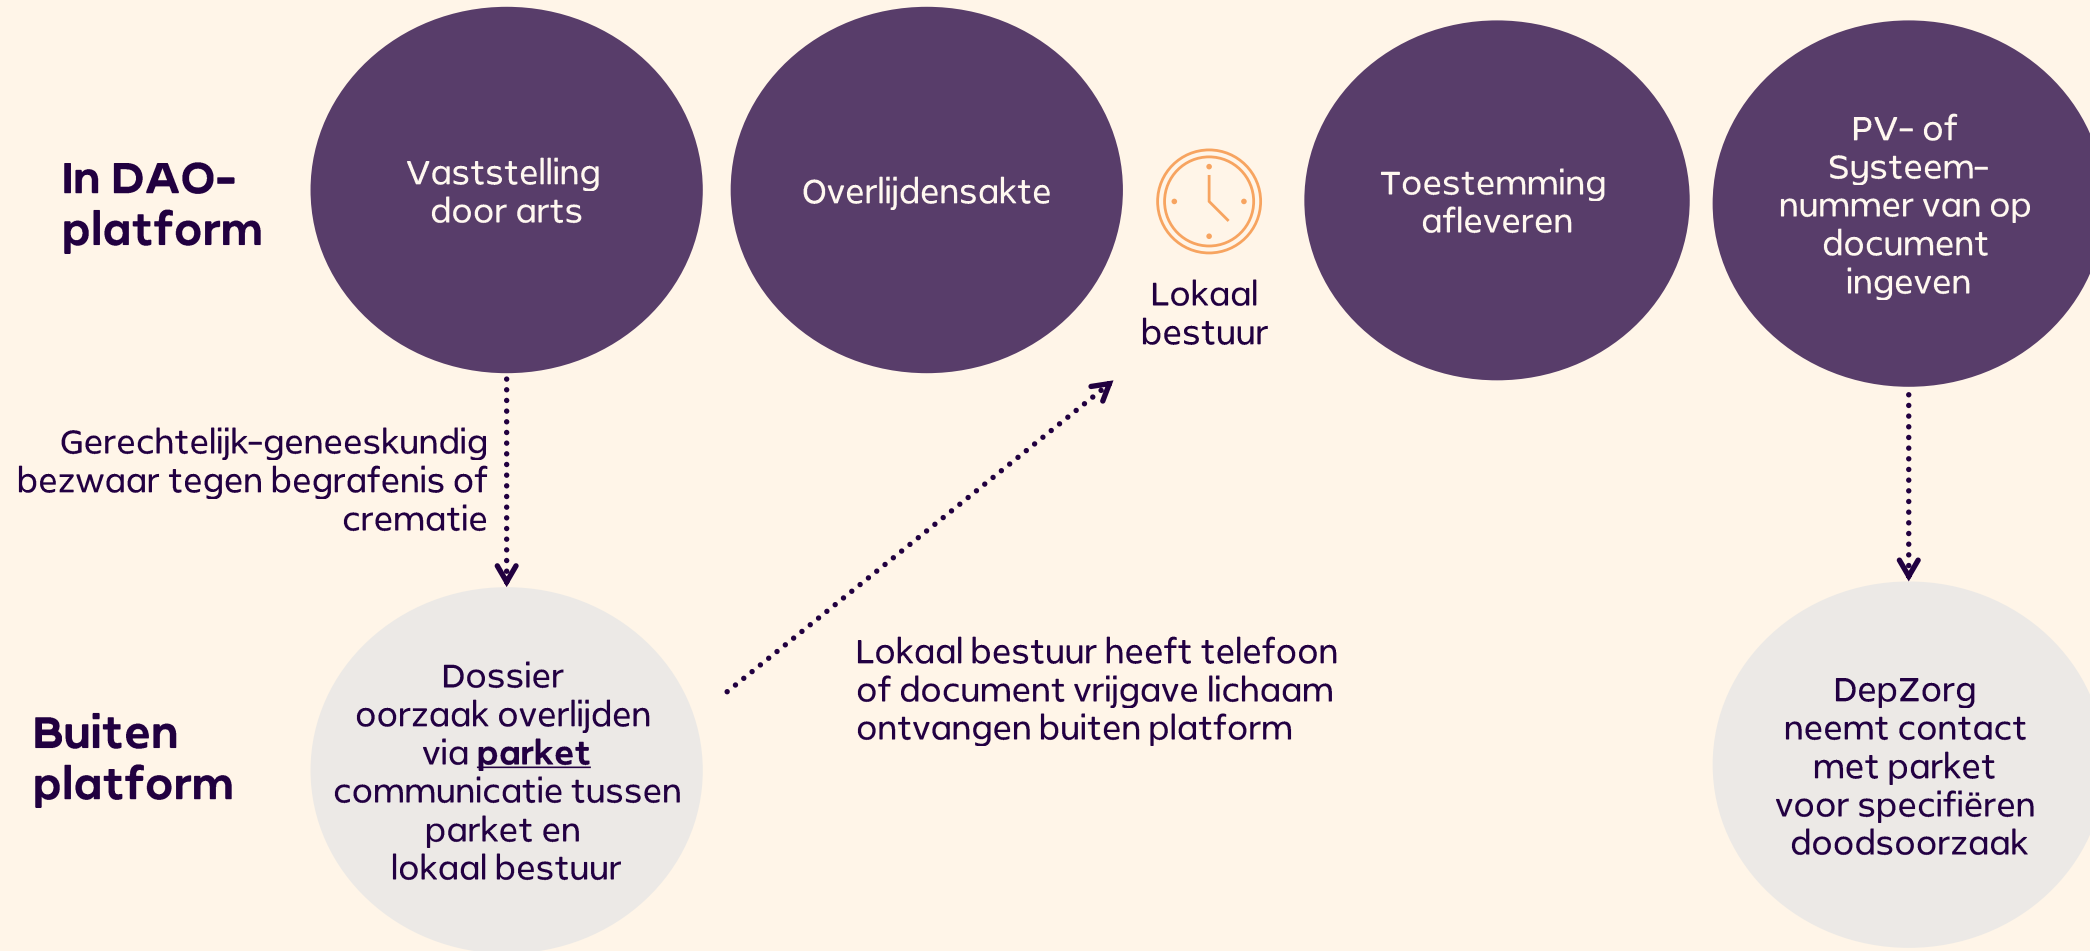 In DAO-
platform
Vaststelling
door arts
Overlijdensakte
Lokaal
bestuur
Toestemming
afleveren
PV- of
Systeem-
nummer van op
document
ingeven
Gerechtelijk-geneeskundig
bezwaar tegen begrafenis of
crematie
Buiten
platform
Dossier
oorzaak overlijden
via parket
communicatie tussen
parket en
lokaal bestuur
Lokaal bestuur heeft telefoon
of document vrijgave lichaam
ontvangen buiten platform
DepZorg
neemt contact
met parket
voor specifiëren
doodsoorzaak